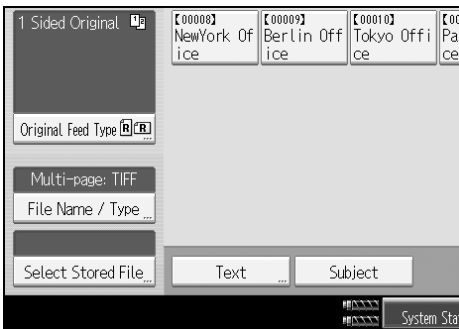 1 Sided Original
Original Feed Type
Multi-page: TIFF
File Name / Type
Select Stored File
【00008】
NewYork Of
ice
【00009】
Berlin Off
ice
【00010】
Tokyo Offi
ce
【00
Pa
ce
Text
Subject
System Sta